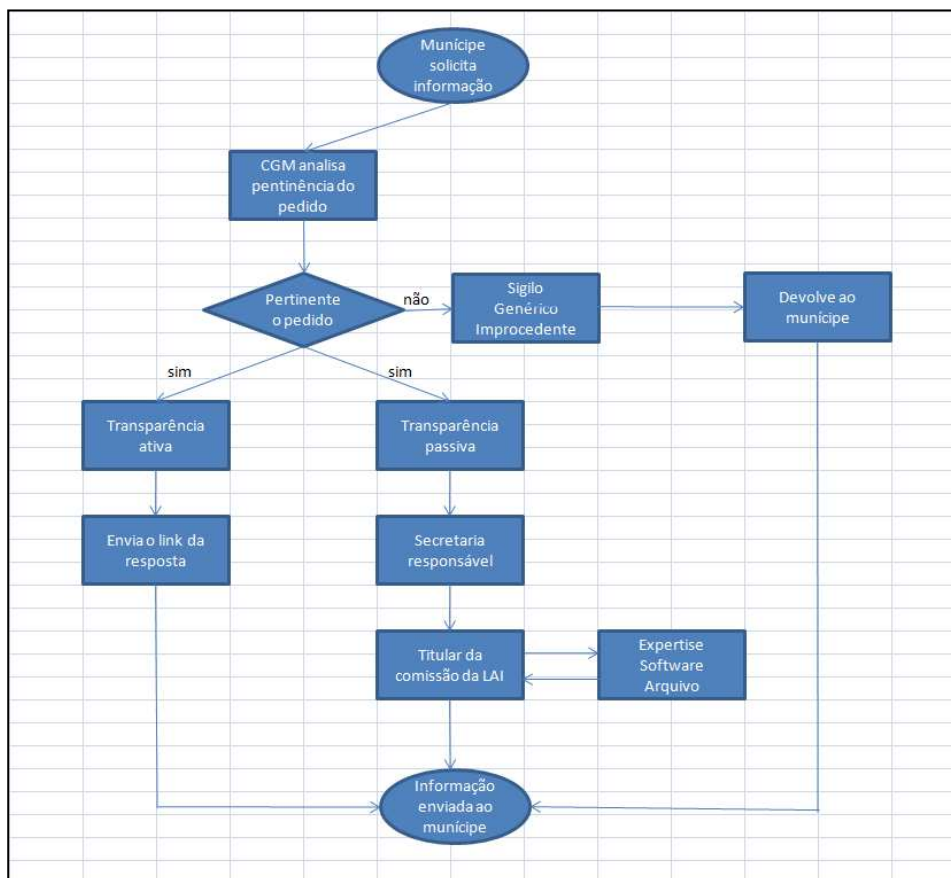 Munícipe
solicita
informação
CGM analisa
pentinência do
pedido
Pertinente
o pedido
não
Sigilo
Genérico
Improcedente
Devolve ao
munícipe
sim
sim
Transparência
ativa
Transparência
passiva
Envia o link da
resposta
Secretaria
responsável
Titular da
comissão da LAI
Expertise
Software
Arquivo
Informação
enviada ao
munícipe